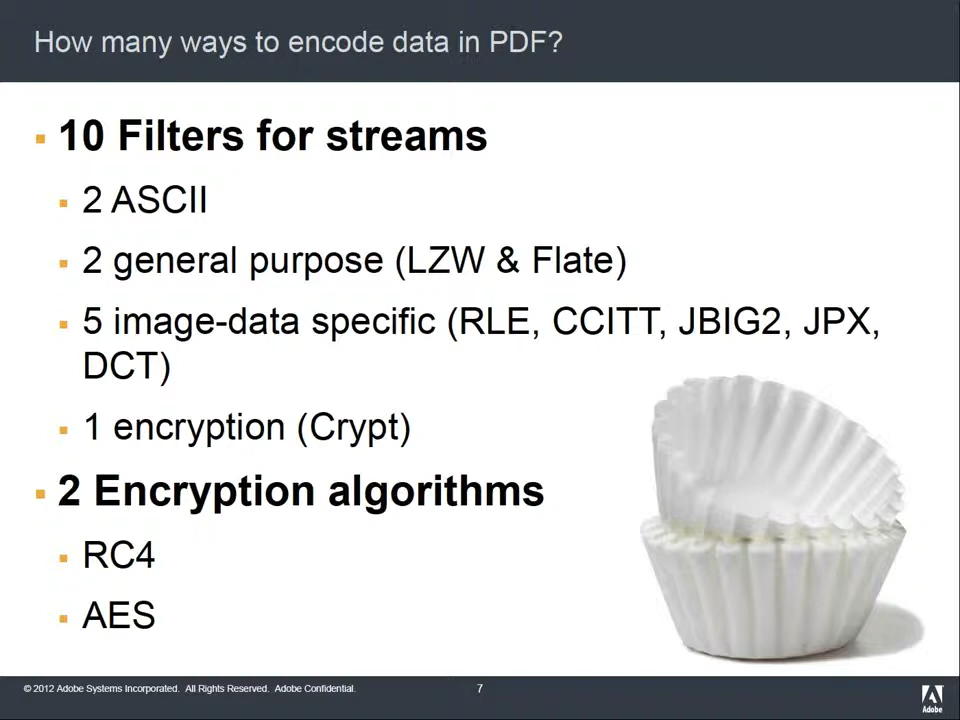 How many ways to encode data in PDF?
10 Filters for streams
2 ASCII
2 general purpose (LZW & Flate)
5 image-data specific (RLE, CCITT, JBIG2, JPX,
DCT)
1 encryption (Crypt)
2 Encryption algorithms
RC4
AES
© 2012 Adobe Systems Incorporated. All Rights Reserved. Adobe Confidential.
7
Adobe